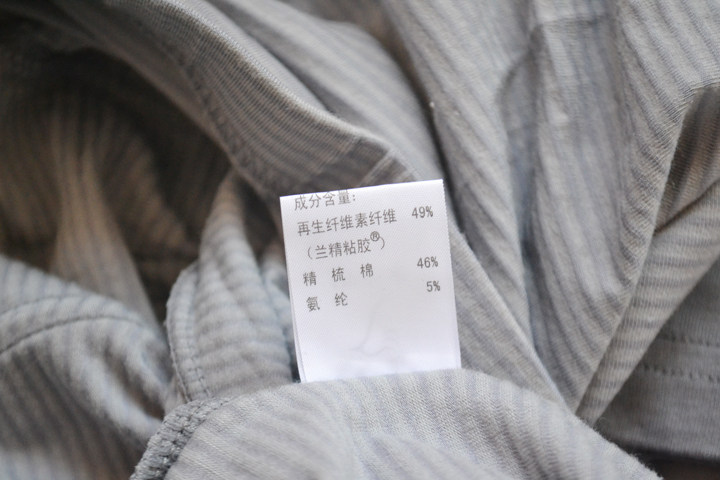 成分含量:
再生纤维素纤维 49%
(兰精粘胶®)
精 梳 棉 46%
氨 纶 5%